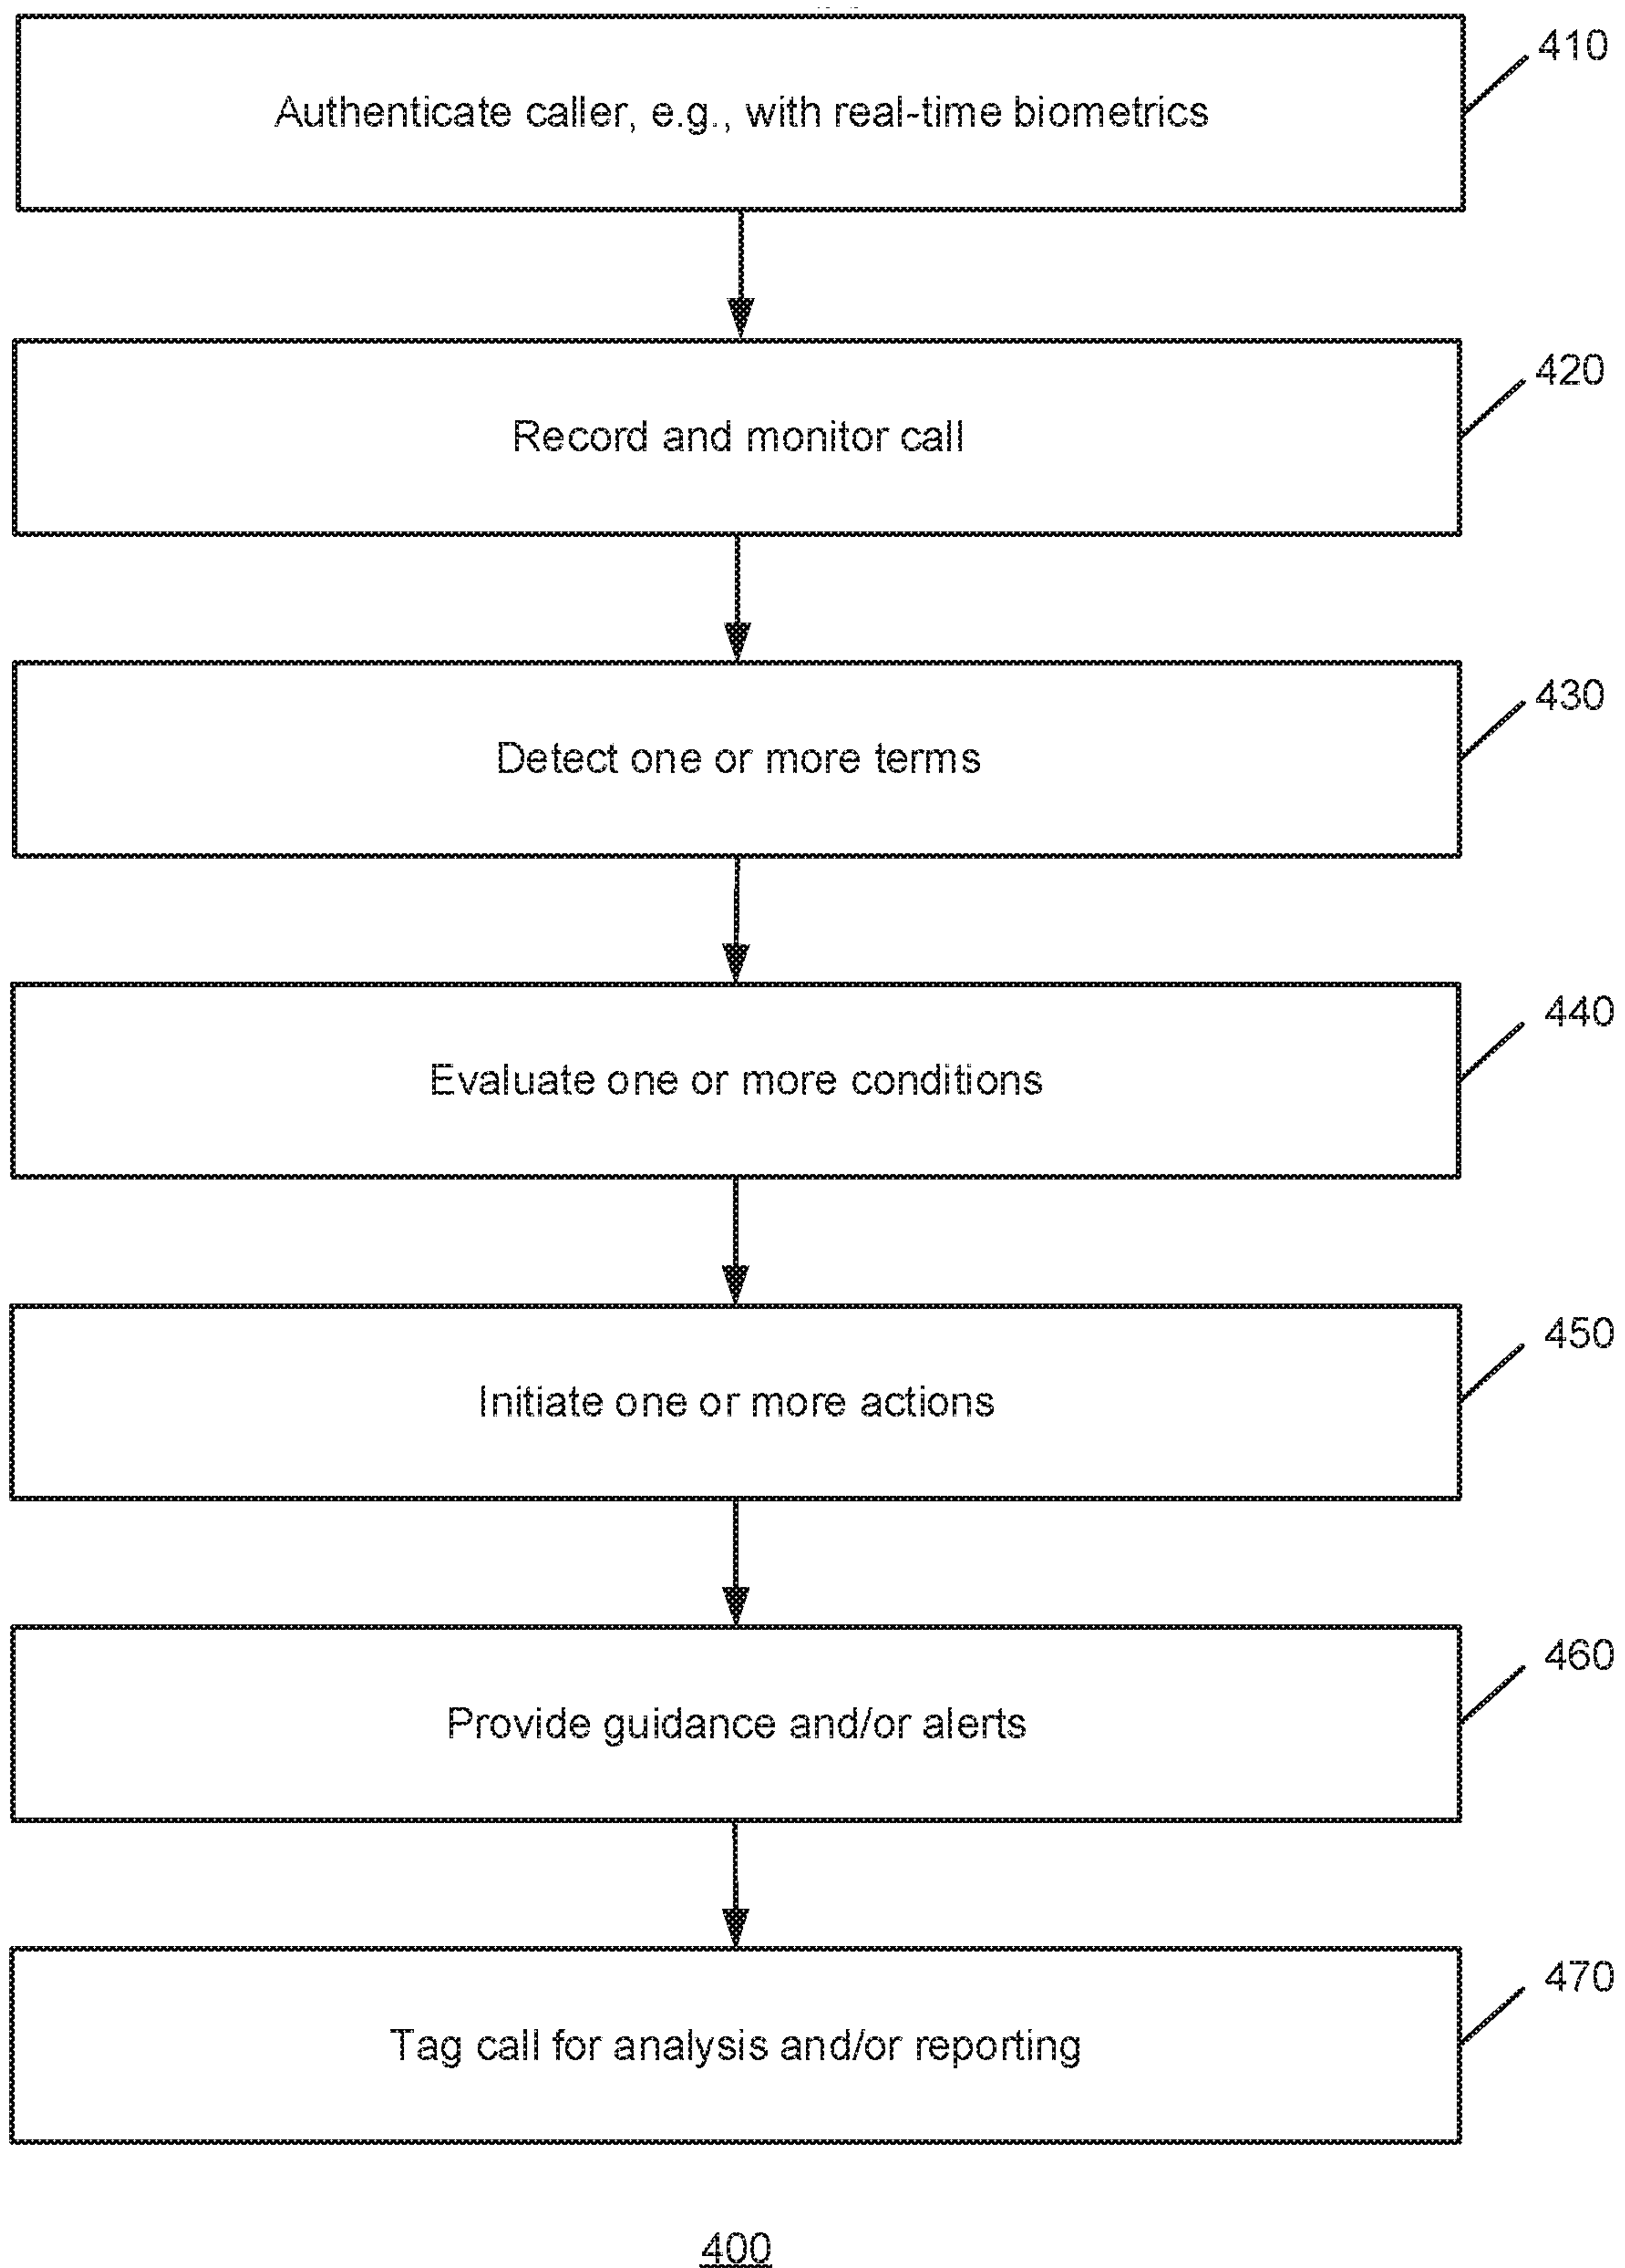 410
Authenticate caller, e.g., with real-time biometrics
420
Record and monitor call
430
Detect one or more terms
440
Evaluate one or more conditions
450
Initiate one or more actions
460
Provide guidance and/or alerts
470
Tag call for analysis and/or reporting
400